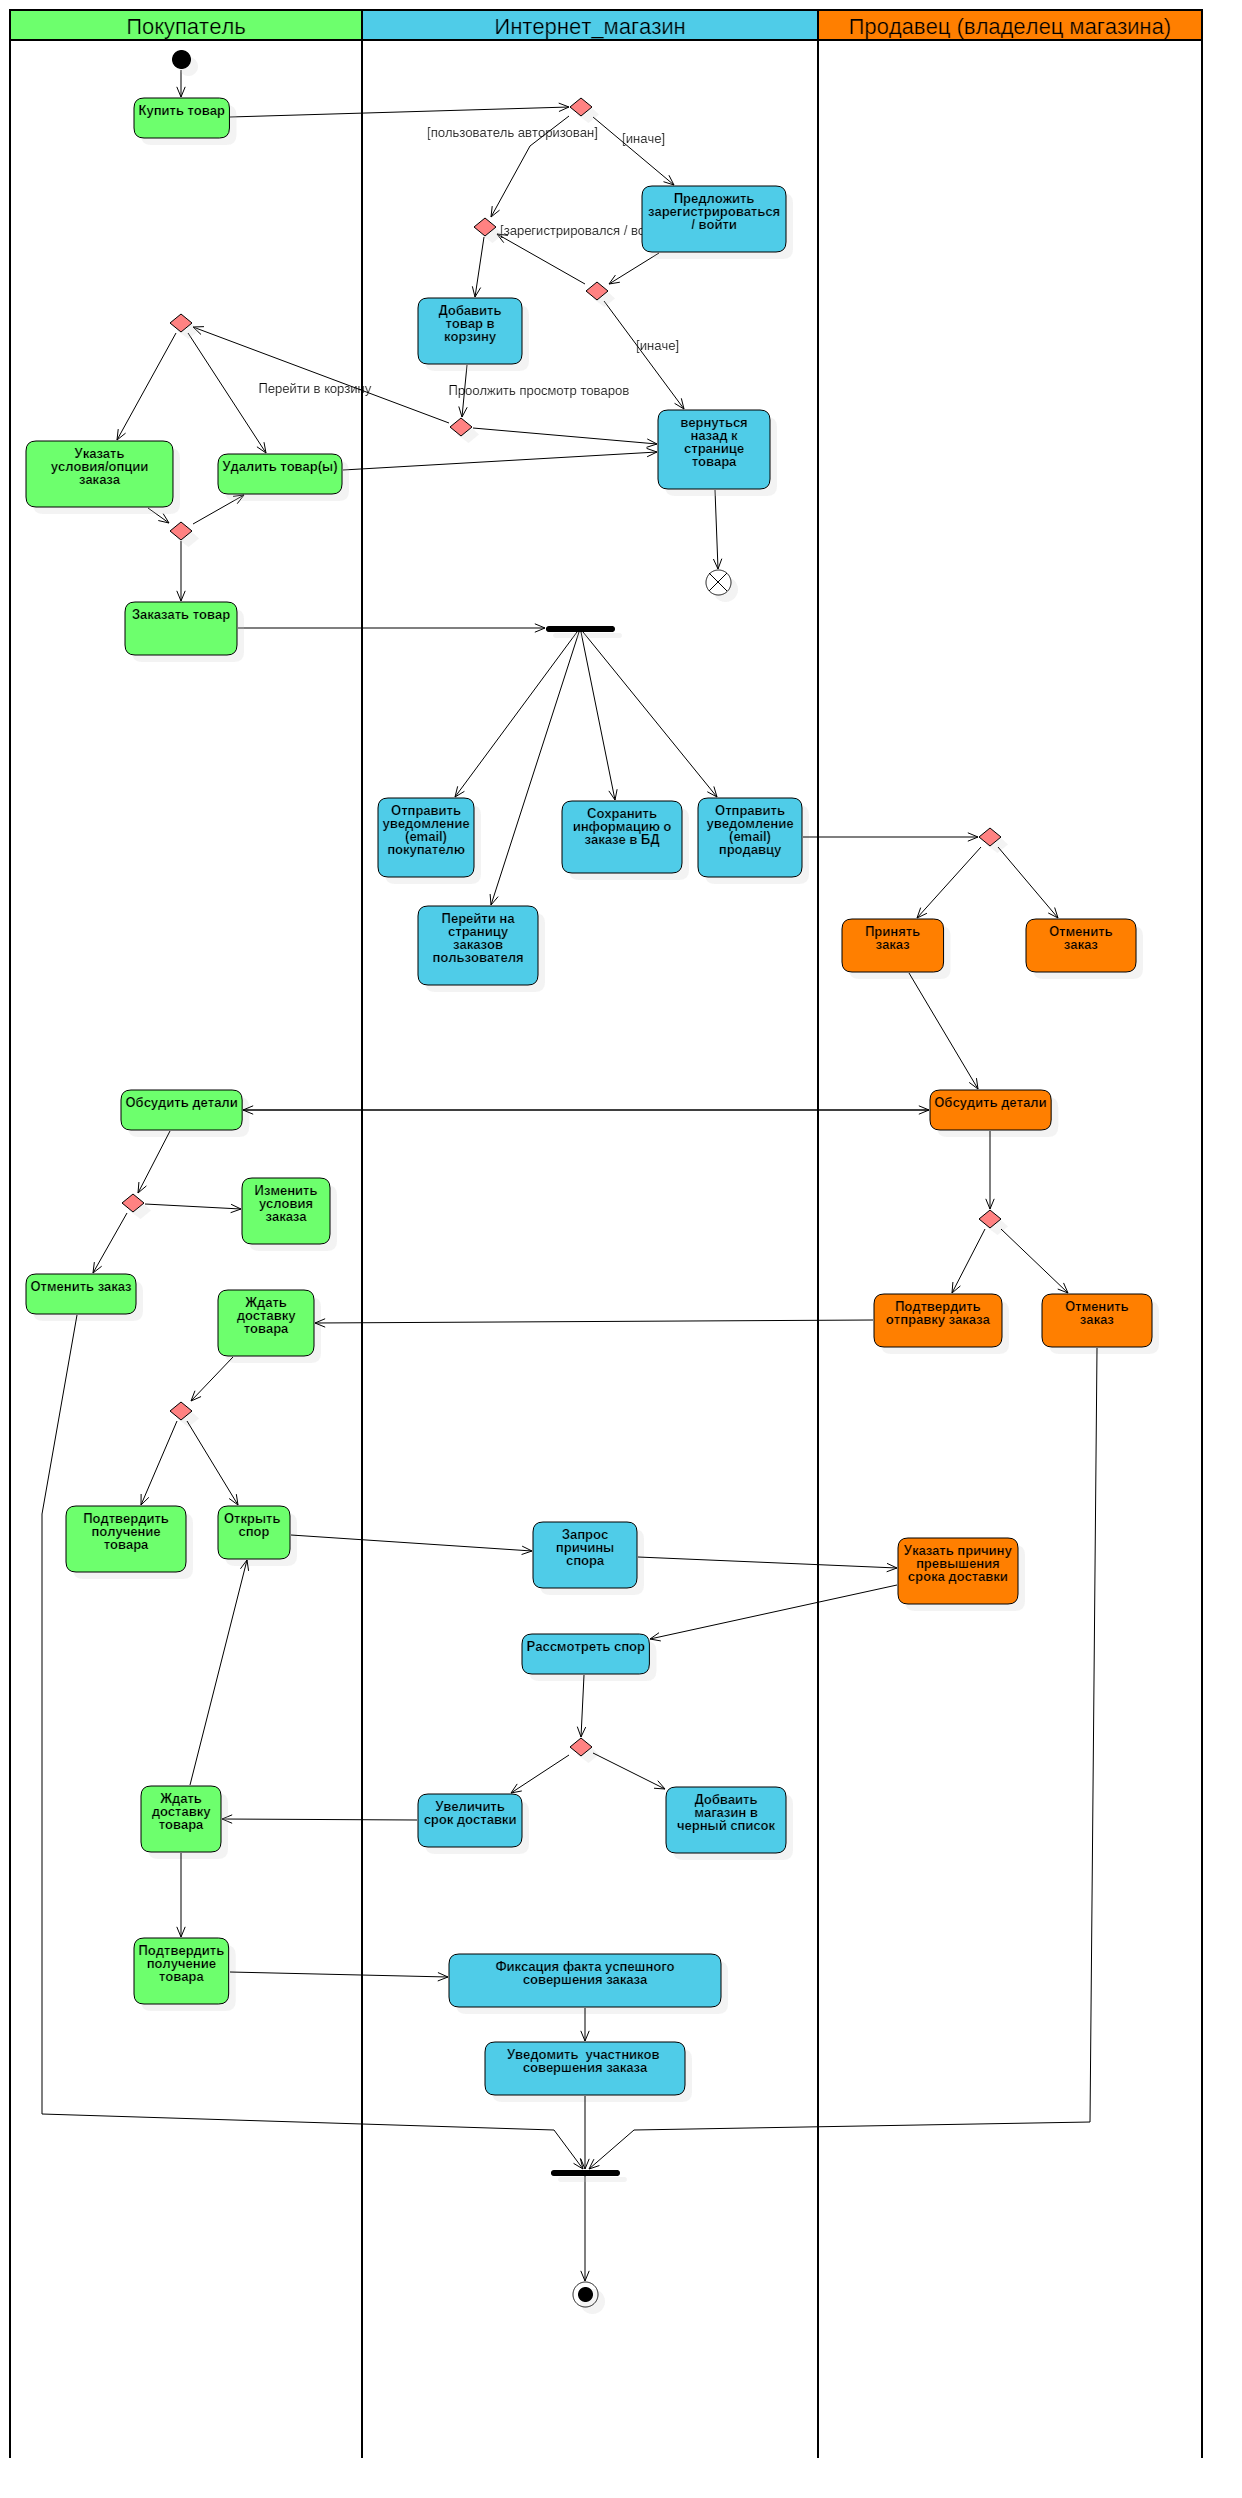 Покупатель
Интернет_магазин
Продавец (владелец магазина)
Купить товар
[пользователь авторизован]
[иначе]
Предложить
зарегистрироваться
/ войти
[зарегистрировался /
Добавить
товар в
корзину
[иначе]
Перейти в корзину
Проолжить просмотр товаров
вернуться
назад к
странице
товара
Указать
условия/опции
заказа
Удалить товар(ы)
Заказать товар
Отправить
уведомление
(email)
покупателю
Сохранить
информацию о
заказе в БД
Отправить
уведомление
(email)
продавцу
Перейти на
страницу
заказов
пользователя
Принять
заказ
Отменить
заказ
Обсудить детали
Обсудить детали
Изменить
условия
заказа
Отменить заказ
Ждать
доставку
товара
Подтвердить
отправку заказа
Отменить
заказ
Подтвердить
получение
товара
Открыть
спор
Запрос
причины
спора
Указать причину
превышения
срока доставки
Рассмотреть спор
Ждать
доставку
товара
Увеличить
срок доставки
Добваить
магазин в
черный список
Подтвердить
получение
товара
Фиксация факта успешного
совершения заказа
Уведомить  участников
совершения заказа